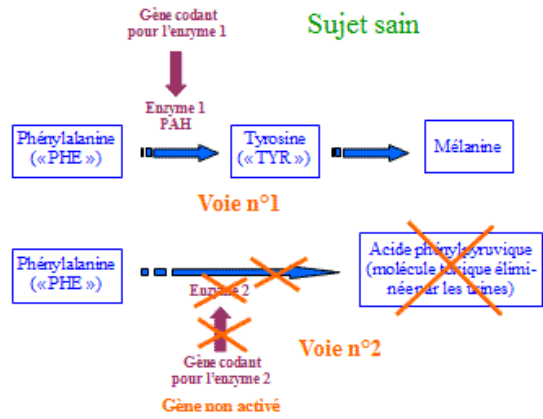 Gène codant
pour l'enzyme 1
Sujet sain
Enzyme 1
PAH
Phénylalanine
(« PHE »)
Tyrosine
(« TYR »)
Mélanine
Voie n°1
Phénylalanine
(« PHE »)
Acide phénylpyruvique
(molécule toxique élimi-
née par les urines)
Enzyme 2
Gène codant
pour l'enzyme 2
Voie n°2
Gène non activé